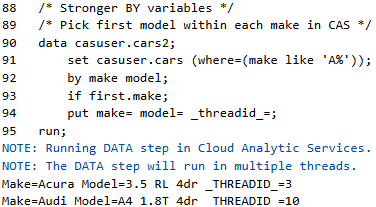 88 /* Stronger BY variables */
89 /* Pick first model within each make in CAS */
90 data casuser.cars2;
91 set casuser.cars (where=(make like 'A%'));
92 by make model;
93 if first.make;
94 put make= model= _threadid_=;
95 run;
NOTE: Running DATA step in Cloud Analytic Services.
NOTE: The DATA step will run in multiple threads.
Make=Acura Model=3.5 RL 4dr _THREADID_=3
Make=Audi Model=A4 1.8T 4dr _THREADID_=10